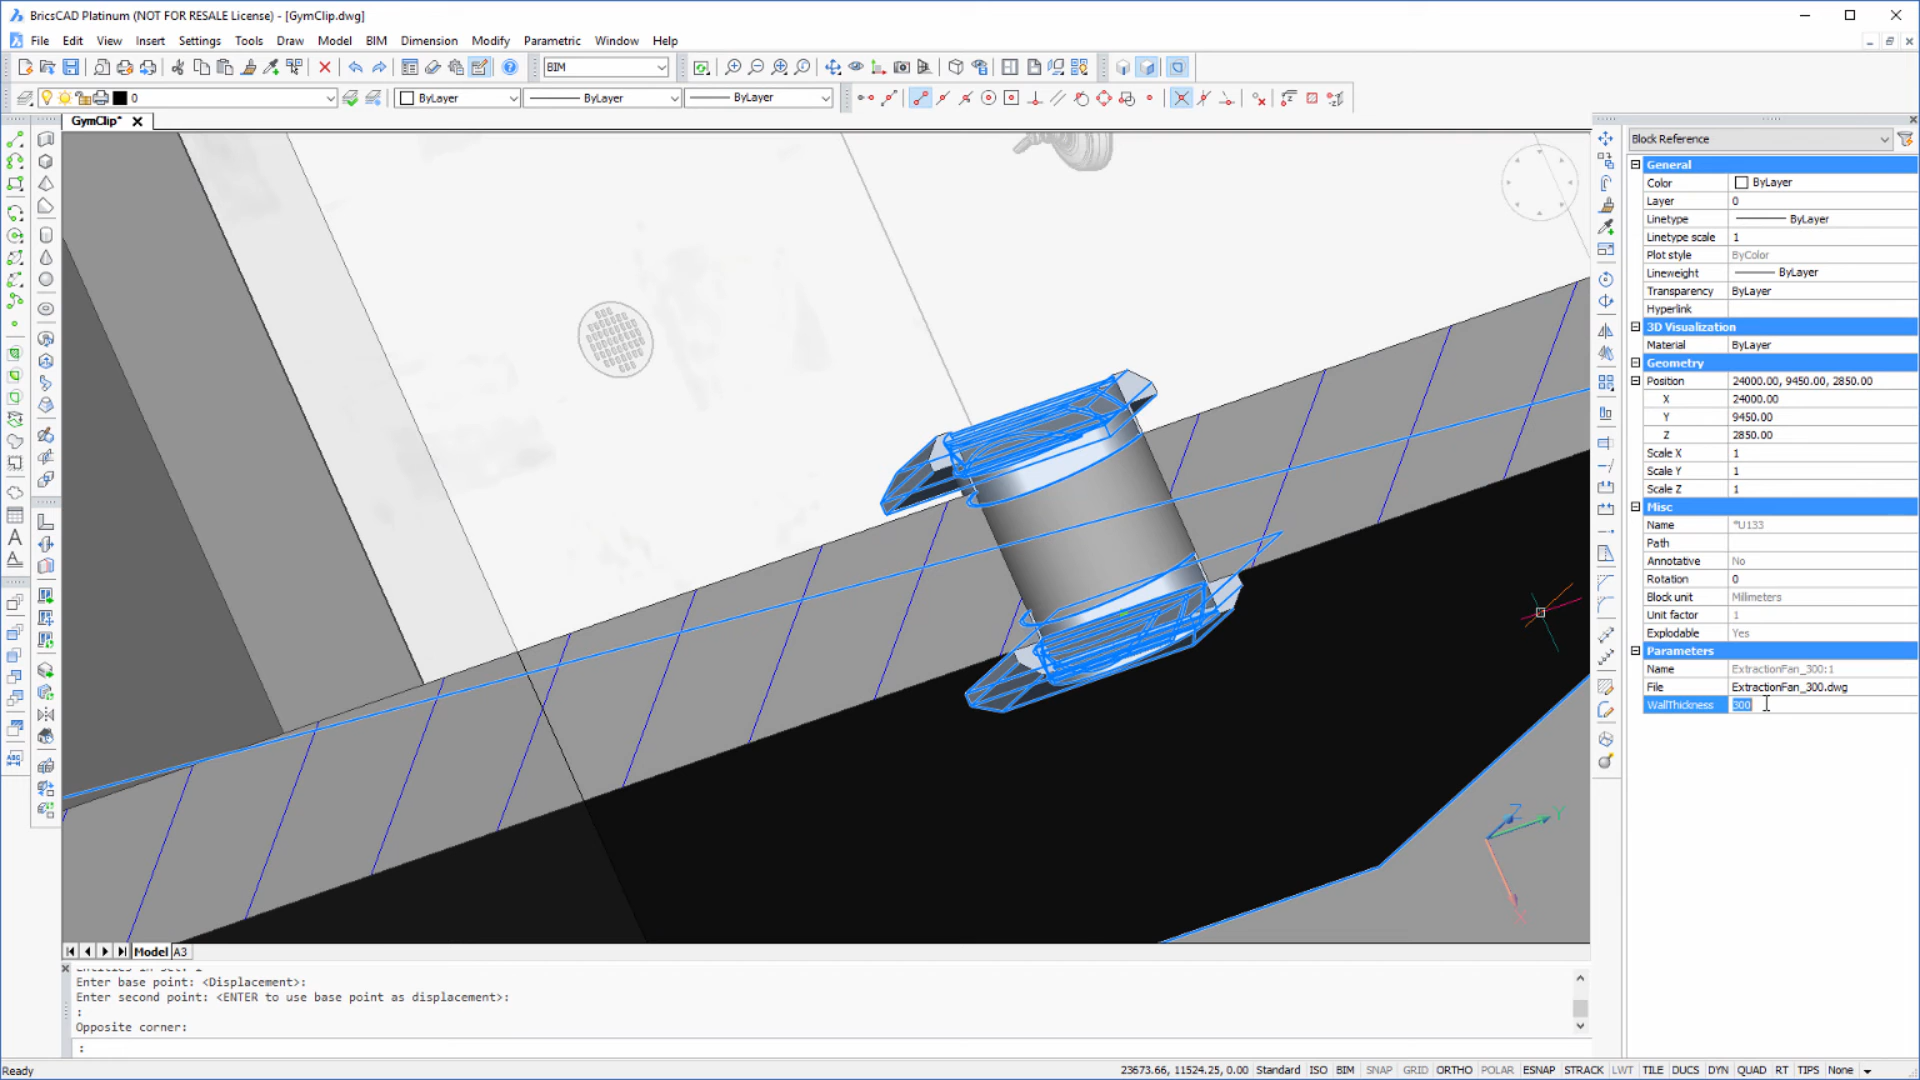 BricsCAD Platinum (NOT FOR RESALE License) - [GymClip.dwg]
File Edit View Insert Settings Tools Draw Model BIM Dimension Modify Parametric Window Help
BIM
0 ByLayer ByLayer ByLayer
GymClip*
Block Reference
General
Color ByLayer
Layer 0
Linetype ByLayer
Linetype scale 1
Plot style ByColor
Lineweight ByLayer
Transparency ByLayer
Hyperlink
3D Visualization
Material ByLayer
Geometry
Position 24000.00, 9450.00, 2850.00
X 24000.00
Y 9450.00
Z 2850.00
Scale X 1
Scale Y 1
Scale Z 1
Misc
Name *U133
Path
Annotative No
Rotation 0
Block unit Millimeters
Unit factor 1
Explodable Yes
Parameters
Name ExtractionFan_300:1
File ExtractionFan_300.dwg
WallThickness 300
Z Y
X
Model A3
Entities in set: 1
Enter base point: <Displacement>:
Enter second point: <ENTER to use base point as displacement>:
:
Opposite corner:
:
Ready 23673.66, 11524.25, 0.00 Standard ISO BIM SNAP GRID ORTHO POLAR ESNAP STRACK LWT TILE DUCS DYN QUAD RT TIPS None